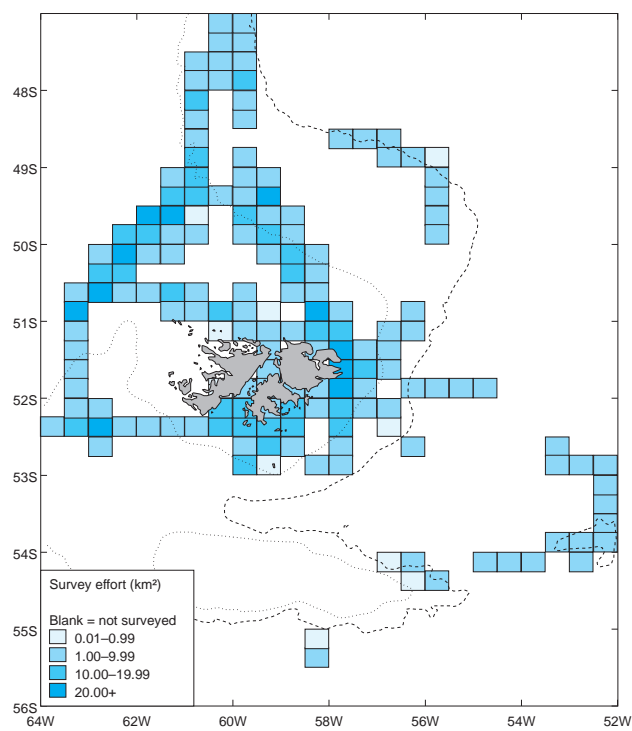 48S
49S
50S
51S
52S
53S
54S
55S
56S
Survey effort (km²)
Blank = not surveyed
0.01–0.99
1.00–9.99
10.00–19.99
20.00+
64W 62W 60W 58W 56W 54W 52W